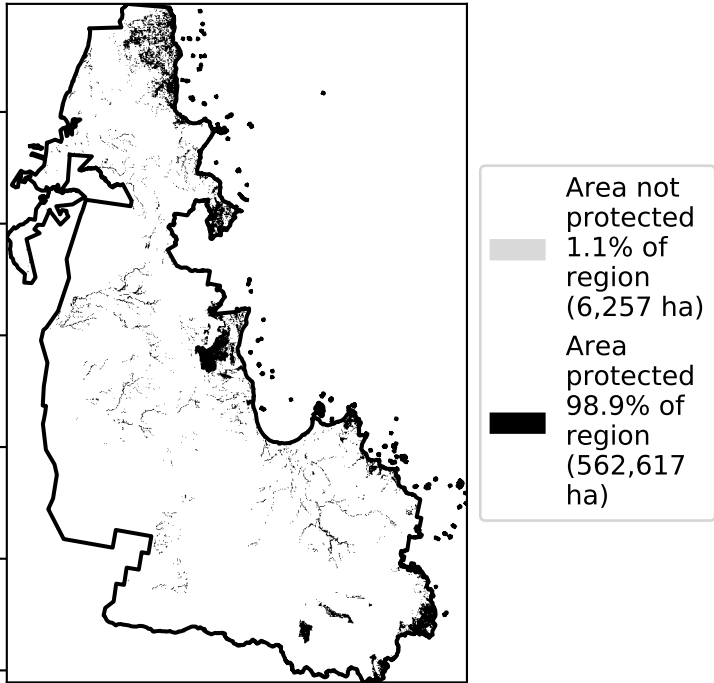 Area not
protected
1.1% of
region
(6,257 ha)
Area
protected
98.9% of
region
(562,617
ha)